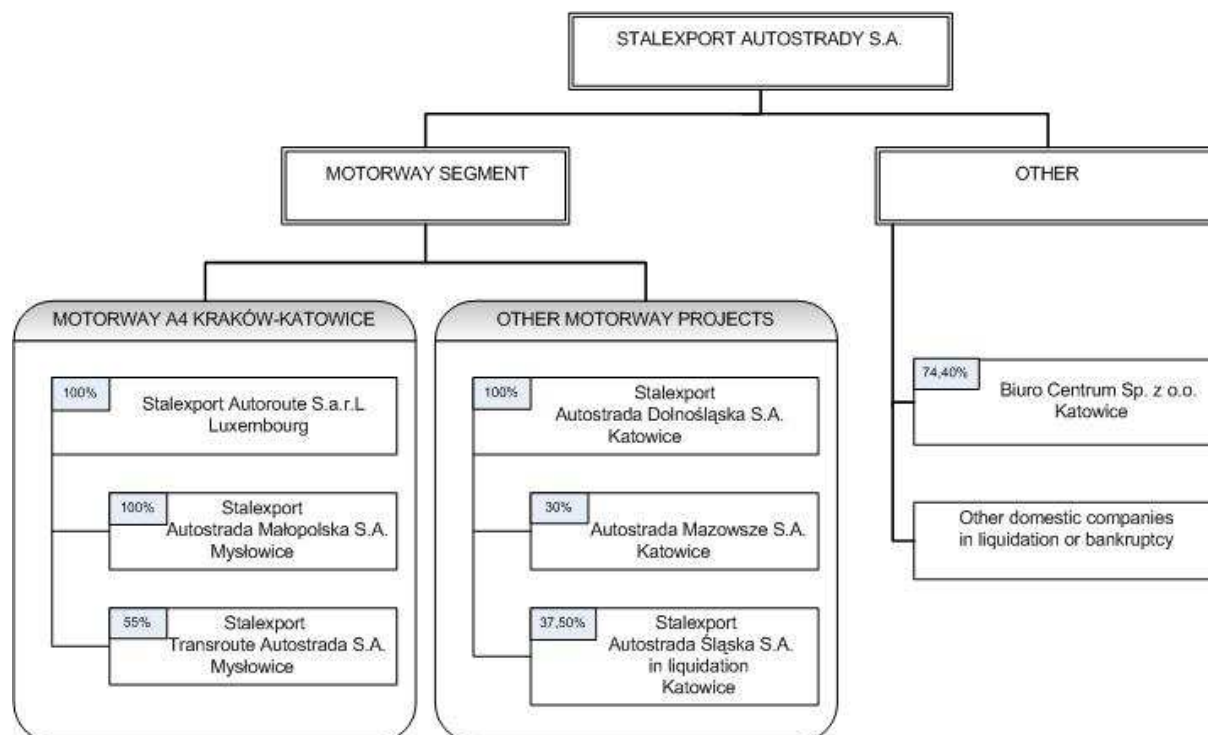 STALEXPORT AUTOSTRADY S.A.
MOTORWAY SEGMENT
OTHER
MOTORWAY A4 KRAKÓW-KATOWICE
100%
Stalexport Autoroute S.a.r.L
Luxembourg
100%
Stalexport
Autostrada Małopolska S.A.
Mysłowice
55%
Stalexport
Transroute Autostrada S.A.
Mysłowice
OTHER MOTORWAY PROJECTS
100%
Stalexport
Autostrada Dolnośląska S.A.
Katowice
30%
Autostrada Mazowsze S.A.
Katowice
37,50%
Stalexport
Autostrada Śląska S.A.
in liquidation
Katowice
74,40%
Biuro Centrum Sp. z o.o.
Katowice
Other domestic companies
in liquidation or bankruptcy